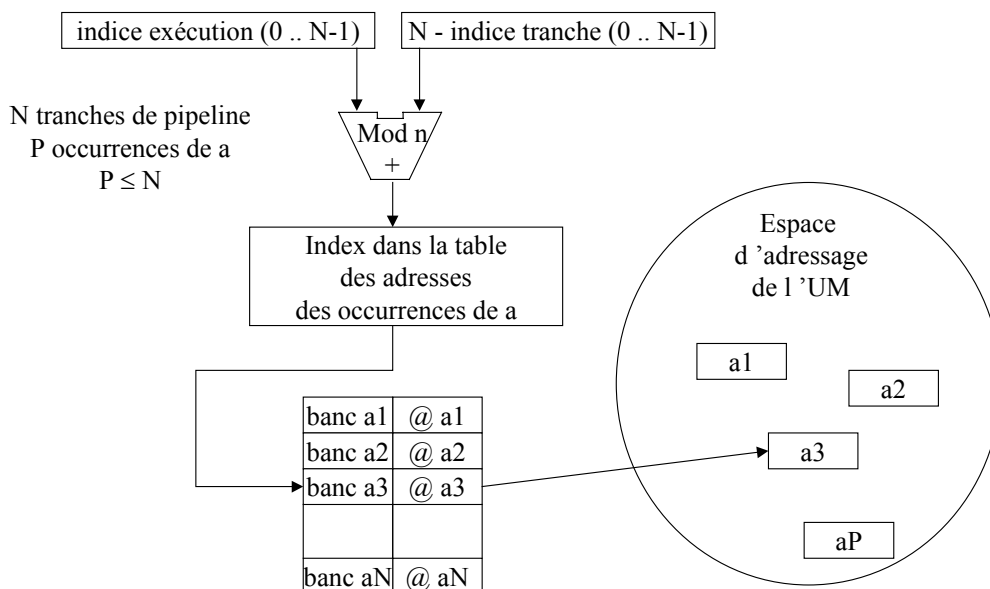 indice exécution (0 .. N-1)
N - indice tranche (0 .. N-1)
N tranches de pipeline
P occurrences de a
P ≤ N
Mod n
+
Index dans la table
des adresses
des occurrences de a
Espace
d ’adressage
de l ’UM
a1
a2
a3
aP
banc a1 @ a1
banc a2 @ a2
banc a3 @ a3
banc aN @ aN